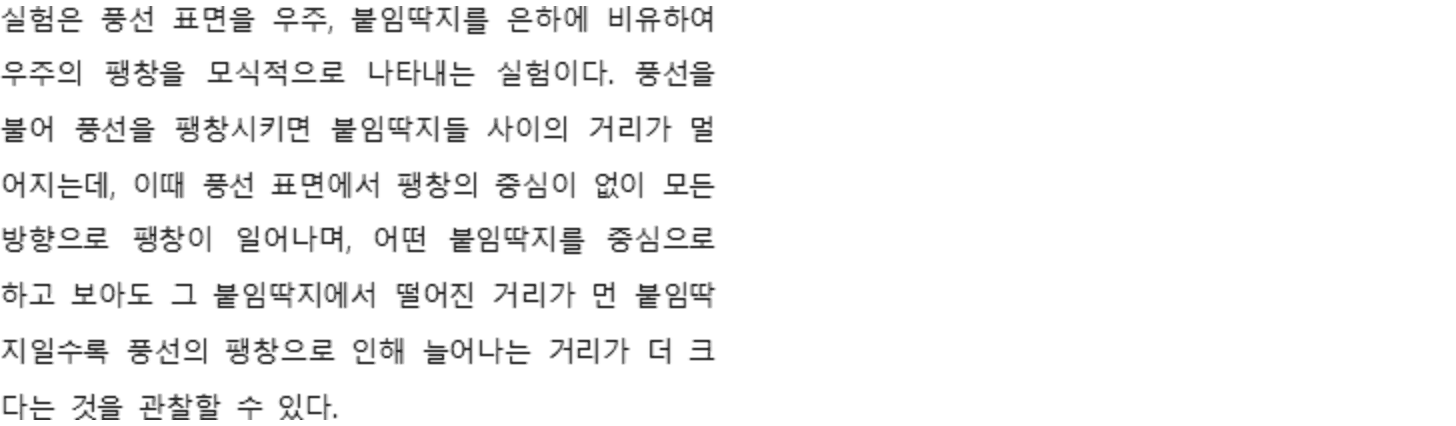 실험은 풍선 표면을 우주, 붙임딱지를 은하에 비유하여
우주의 팽창을 모식적으로 나타내는 실험이다. 풍선을
불어 풍선을 팽창시키면 붙임딱지들 사이의 거리가 멀
어지는데, 이때 풍선 표면에서 팽창의 중심이 없이 모든
방향으로 팽창이 일어나며, 어떤 붙임딱지를 중심으로
하고 보아도 그 붙임딱지에서 떨어진 거리가 먼 붙임딱
지일수록 풍선의 팽창으로 인해 늘어나는 거리가 더 크
다는 것을 관찰할 수 있다.